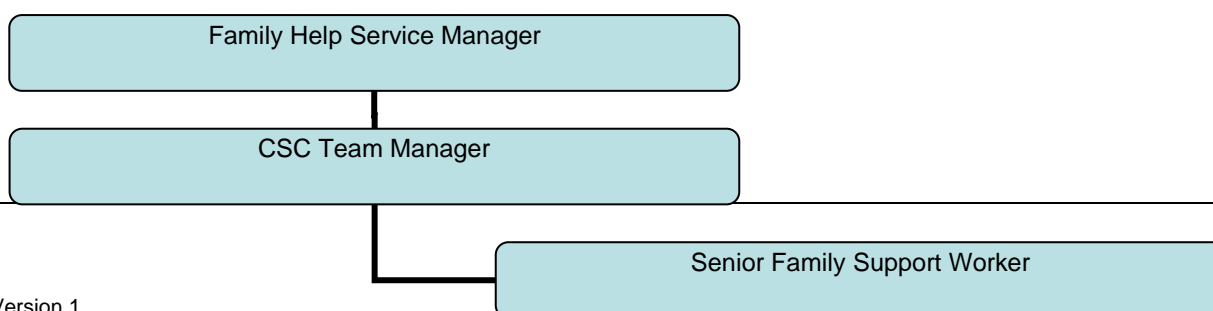 Family Help Service Manager
CSC Team Manager
Senior Family Support Worker
Version 1